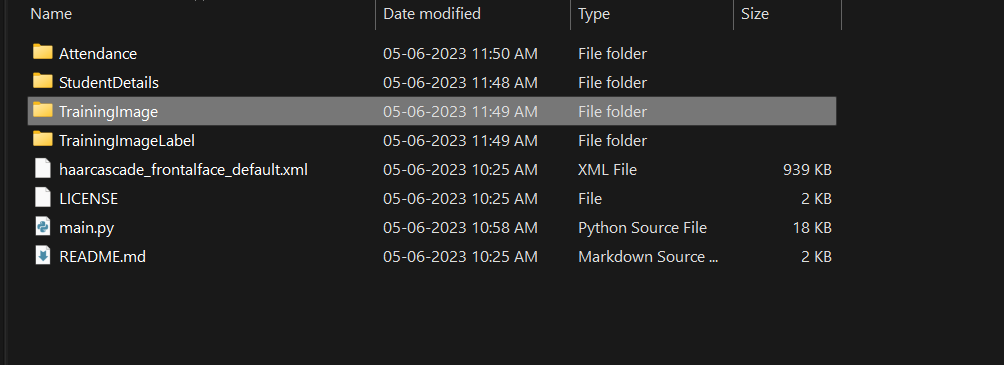 Name Date modified Type Size
Attendance 05-06-2023 11:50 AM File folder
StudentDetails 05-06-2023 11:48 AM File folder
TrainingImage 05-06-2023 11:49 AM File folder
TrainingImageLabel 05-06-2023 11:49 AM File folder
haarcascade_frontalface_default.xml 05-06-2023 10:25 AM XML File 939 KB
LICENSE 05-06-2023 10:25 AM File 2 KB
main.py 05-06-2023 10:58 AM Python Source File 18 KB
README.md 05-06-2023 10:25 AM Markdown Source ... 2 KB